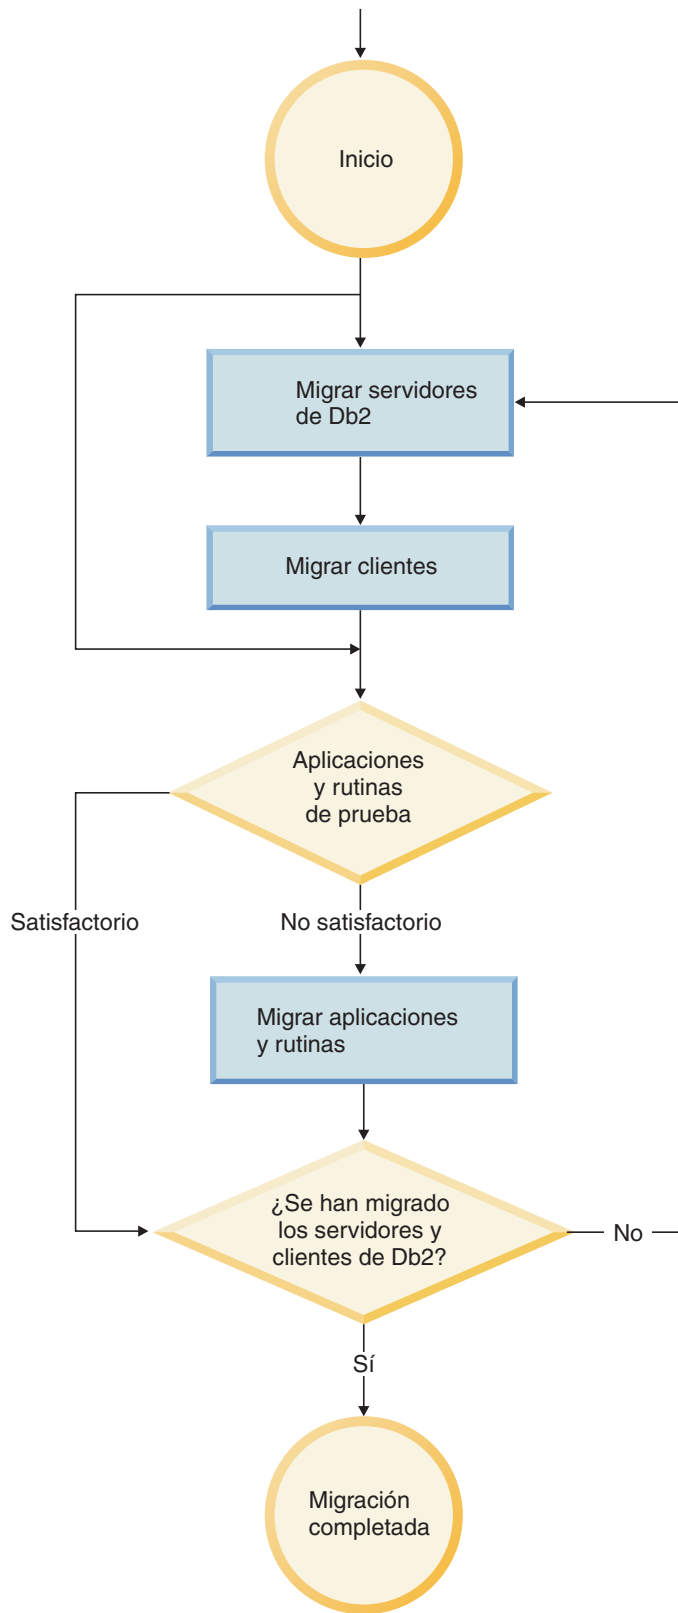 Inicio
Migrar servidores
de Db2
Migrar clientes
Aplicaciones
y rutinas
de prueba
Satisfactorio
No satisfactorio
Migrar aplicaciones
y rutinas
¿Se han migrado
los servidores y
clientes de Db2?
No
Sí
Migración
completada